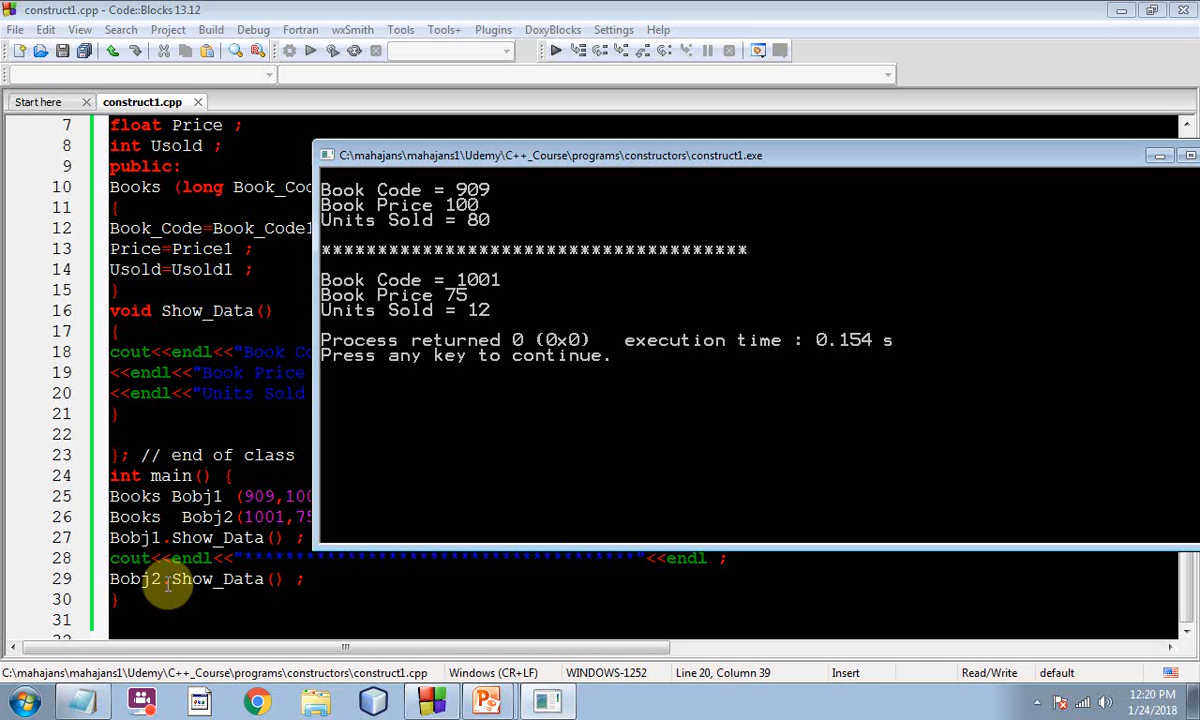 construct1.cpp - Code::Blocks 13.12
File Edit View Search Project Build Debug Fortran wxSmith Tools Tools+ Plugins DoxyBlocks Settings Help
Start here construct1.cpp
7 float Price ;
8 int Usold ;
9 public:
10 Books (long Book_Cod
11 {
12 Book_Code=Book_Code1
13 Price=Price1 ;
14 Usold=Usold1 ;
15 }
16 void Show_Data()
17 {
18 cout<<endl<<"Book Co
19 <<endl<<"Book Price
20 <<endl<<"Units Sold
21 }
22
23 }; // end of class
24 int main() {
25 Books Bobj1 (909,100
26 Books  Bobj2(1001,75
27 Bobj1.Show_Data() ;
28 cout<<endl<<"***********************************"<<endl ;
29 Bobj2.Show_Data() ;
30 }
31
C:\mahajans\mahajans1\Udemy\C++_Course\programs\constructors\construct1.exe
Book Code = 909
Book Price 100
Units Sold = 80
*************************************
Book Code = 1001
Book Price 75
Units Sold = 12
Process returned 0 (0x0)   execution time : 0.154 s
Press any key to continue.
C:\mahajans\mahajans1\Udemy\C++_Course\programs\constructors\construct1.cpp Windows (CR+LF) WINDOWS-1252 Line 20, Column 39 Insert Read/Write default
12:20 PM
1/24/2018